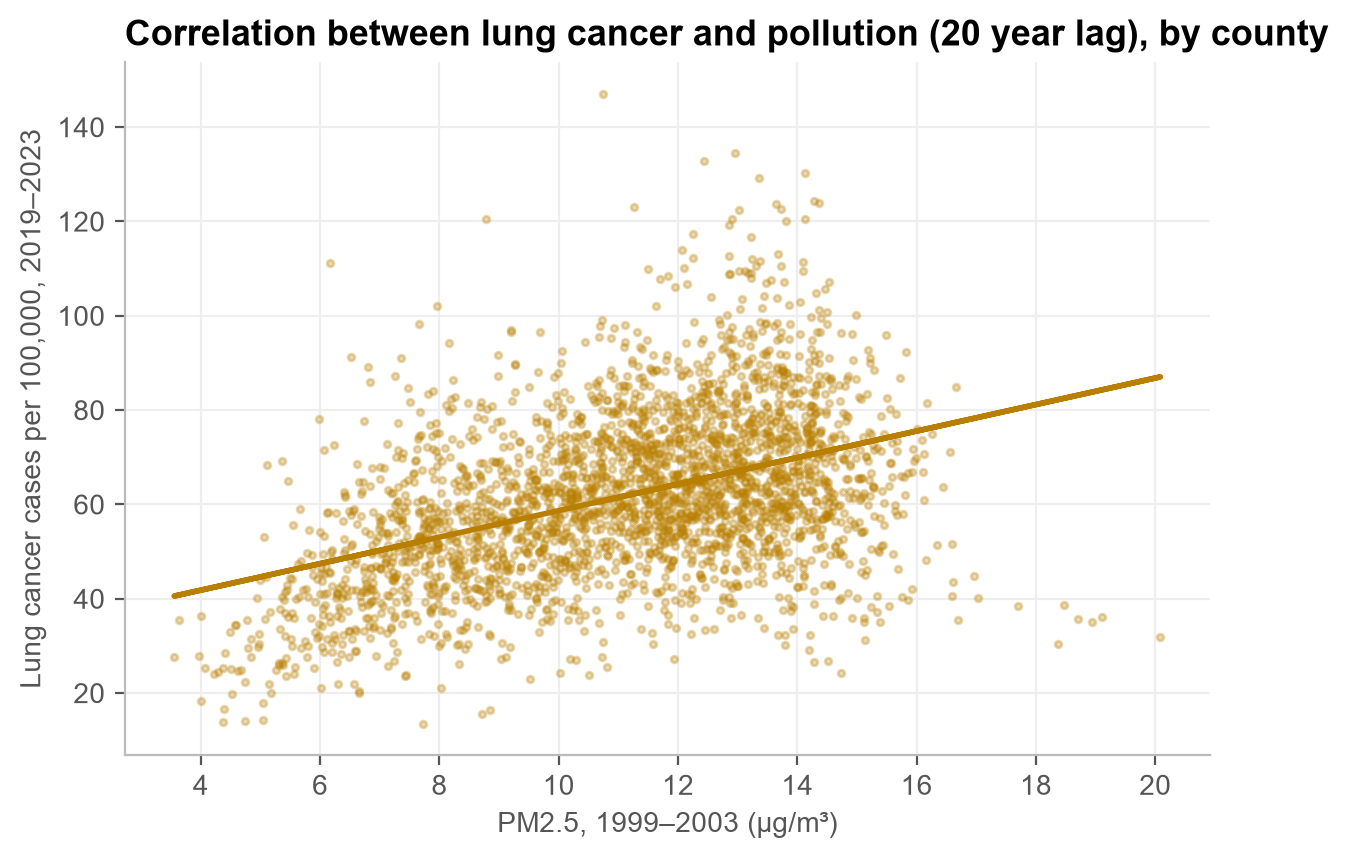 Correlation between lung cancer and pollution (20 year lag), by county
Lung cancer cases per 100,000, 2019–2023
140
120
100
80
60
40
20
4 6 8 10 12 14 16 18 20
PM2.5, 1999–2003 (µg/m³)